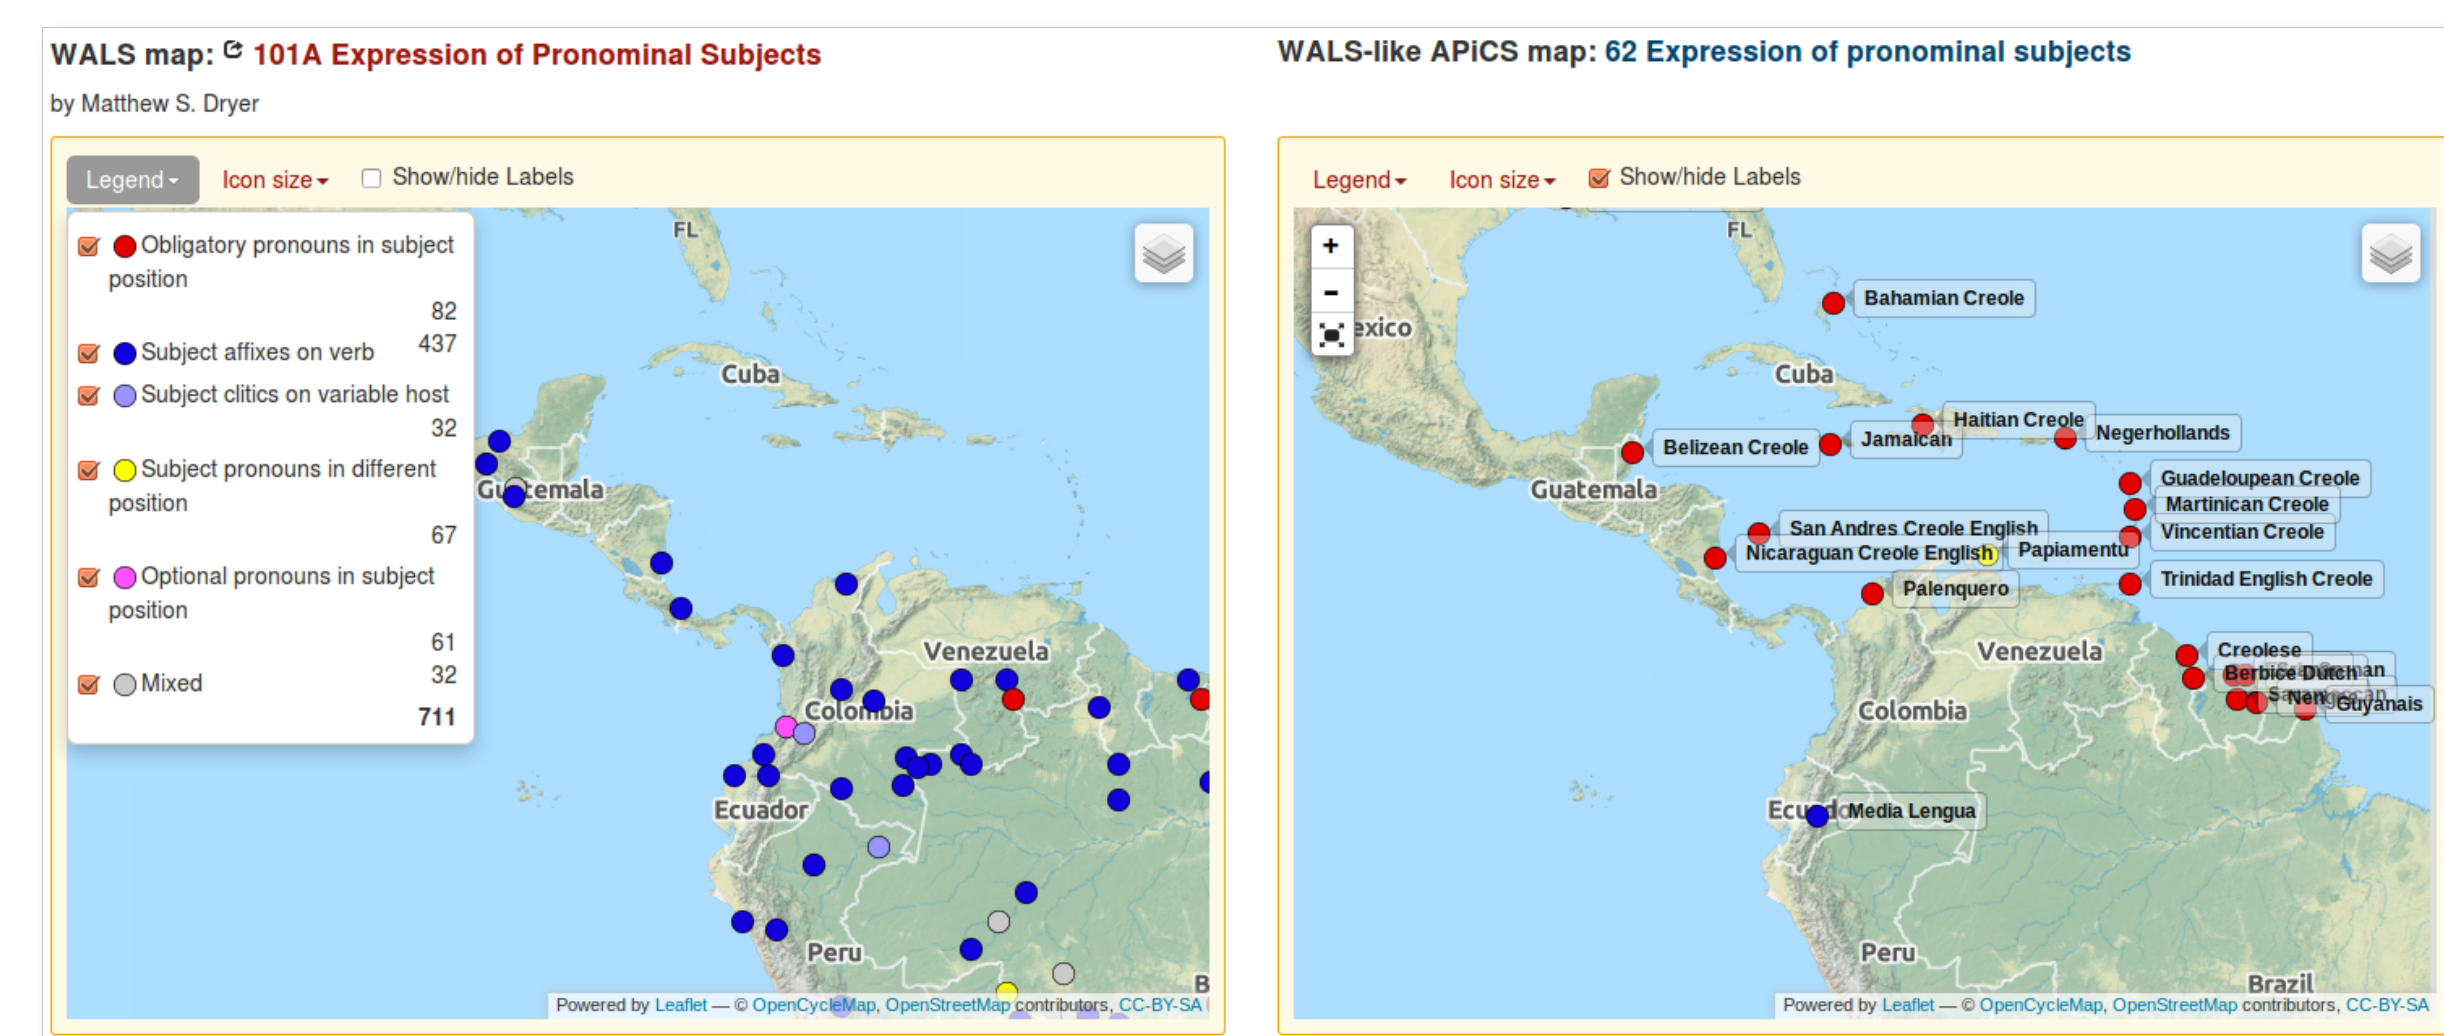 WALS map: 101A Expression of Pronominal Subjects
by Matthew S. Dryer
Legend
Icon size
Show/hide Labels
Obligatory pronouns in subject
position
82
Subject affixes on verb 437
Subject clitics on variable host
32
Subject pronouns in different
position
67
Optional pronouns in subject
position
61
Mixed 32
711
FL
Cuba
Guatemala
Venezuela
Colombia
Ecuador
Peru
B
Powered by Leaflet — © OpenCycleMap, OpenStreetMap contributors, CC-BY-SA
WALS-like APiCS map: 62 Expression of pronominal subjects
Legend
Icon size
Show/hide Labels
+
-
FL
Bahamian Creole
exico
Cuba
Haitian Creole
Negerhollands
Jamaican
Belizean Creole
Guadeloupean Creole
Guatemala
Martinican Creole
San Andres Creole English
Vincentian Creole
Nicaraguan Creole English
Papiamentu
Trinidad English Creole
Palenquero
Venezuela
Creolese
Berbice Dutch
Guyanais
Colombia
Media Lengua
Peru
Brazil
Powered by Leaflet — © OpenCycleMap, OpenStreetMap contributors, CC-BY-SA